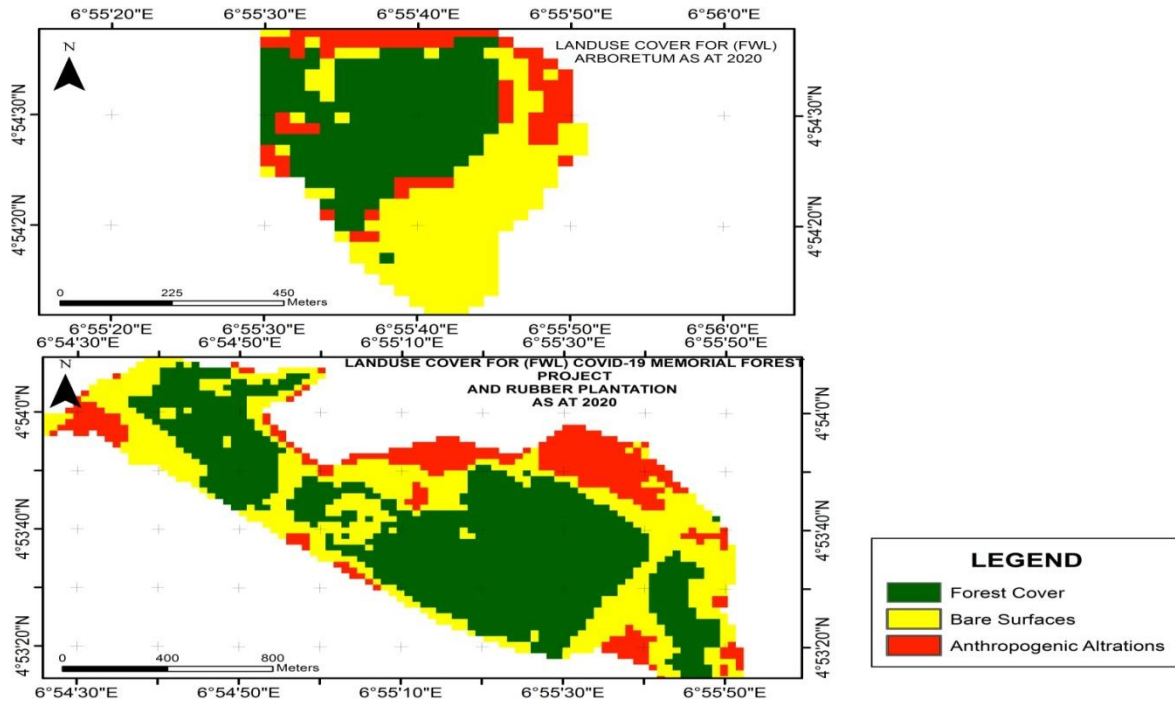 6°55'20"E 6°55'30"E 6°55'40"E 6°55'50"E 6°56'0"E
N
LANDUSE COVER FOR (FWL)
ARBORETUM AS AT 2020
4°54'30"N 4°54'30"N
4°54'20"N 4°54'20"N
0 225 450
Meters
6°55'20"E 6°55'30"E 6°55'40"E 6°55'50"E 6°56'0"E
6°54'30"E 6°54'50"E 6°55'10"E 6°55'30"E 6°55'50"E
N
LANDUSE COVER FOR (FWL) COVID-19 MEMORIAL FOREST
PROJECT
AND RUBBER PLANTATION
AS AT 2020
4°54'0"N 4°54'0"N
4°53'40"N 4°53'40"N
4°53'20"N 4°53'20"N
0 400 800
Meters
6°54'30"E 6°54'50"E 6°55'10"E 6°55'30"E 6°55'50"E
LEGEND
Forest Cover
Bare Surfaces
Anthropogenic Altrations